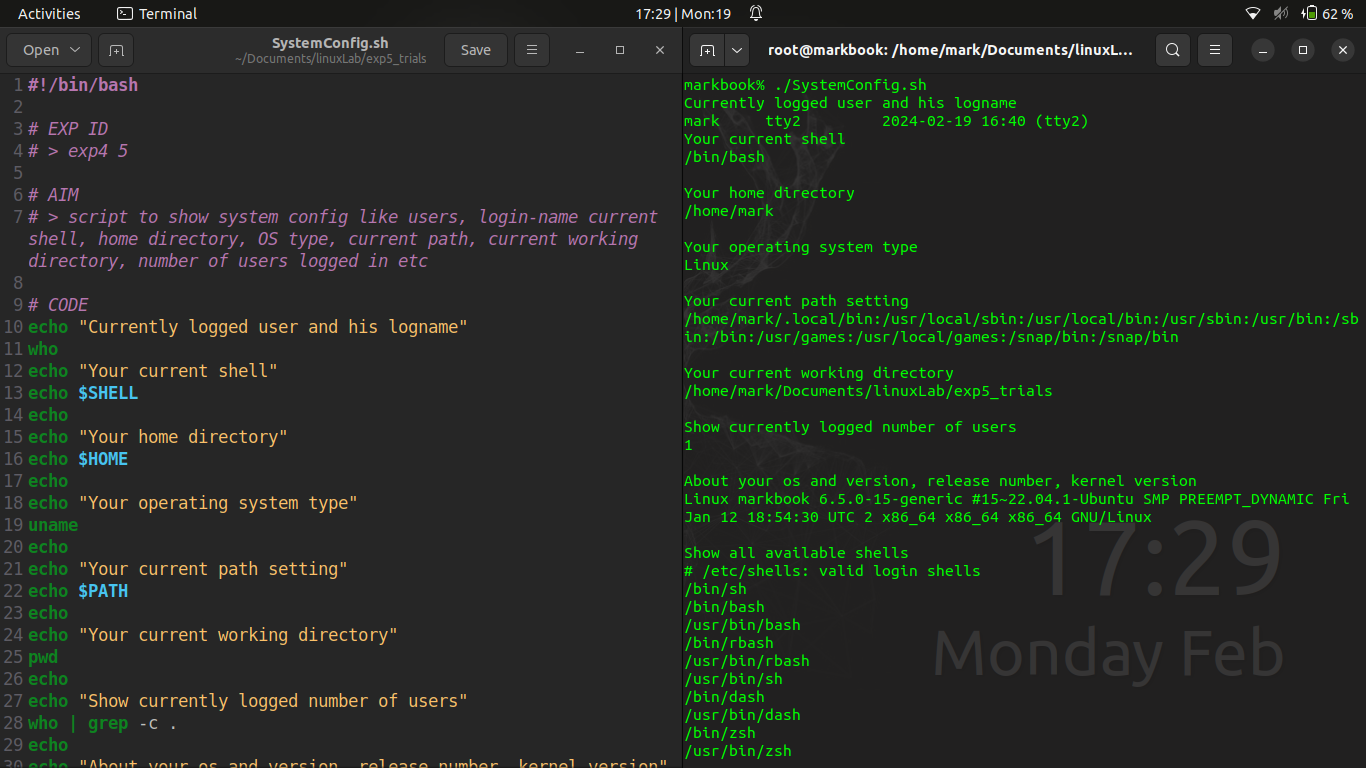 Activities Terminal 17:29 | Mon:19 62 %
Open SystemConfig.sh Save
~/Documents/linuxLab/exp5_trials
1 #!/bin/bash
2
3 # EXP ID
4 # > exp4 5
5
6 # AIM
7 # > script to show system config like users, login-name current
shell, home directory, OS type, current path, current working
directory, number of users logged in etc
8
9 # CODE
10 echo "Currently logged user and his logname"
11 who
12 echo "Your current shell"
13 echo $SHELL
14 echo
15 echo "Your home directory"
16 echo $HOME
17 echo
18 echo "Your operating system type"
19 uname
20 echo
21 echo "Your current path setting"
22 echo $PATH
23 echo
24 echo "Your current working directory"
25 pwd
26 echo
27 echo "Show currently logged number of users"
28 who | grep -c .
29 echo
30 echo "About your os and version, release number, kernel version"
root@markbook: /home/mark/Documents/linuxL...
markbook% ./SystemConfig.sh
Currently logged user and his logname
mark     tty2         2024-02-19 16:40 (tty2)
Your current shell
/bin/bash
Your home directory
/home/mark
Your operating system type
Linux
Your current path setting
/home/mark/.local/bin:/usr/local/sbin:/usr/local/bin:/usr/sbin:/usr/bin:/sb
in:/bin:/usr/games:/usr/local/games:/snap/bin:/snap/bin
Your current working directory
/home/mark/Documents/linuxLab/exp5_trials
Show currently logged number of users
1
About your os and version, release number, kernel version
Linux markbook 6.5.0-15-generic #15~22.04.1-Ubuntu SMP PREEMPT_DYNAMIC Fri
Jan 12 18:54:30 UTC 2 x86_64 x86_64 x86_64 GNU/Linux
Show all available shells
# /etc/shells: valid login shells
/bin/sh
/bin/bash
/usr/bin/bash
/bin/rbash
/usr/bin/rbash
/usr/bin/sh
/bin/dash
/usr/bin/dash
/bin/zsh
/usr/bin/zsh
17:29
Monday Feb